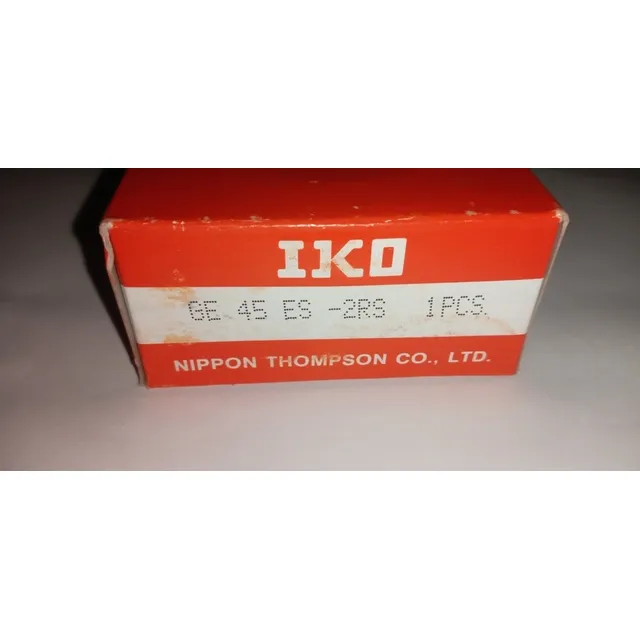 IKO
GE 45 ES -2RS 1PCS.
NIPPON THOMPSON CO., LTD.